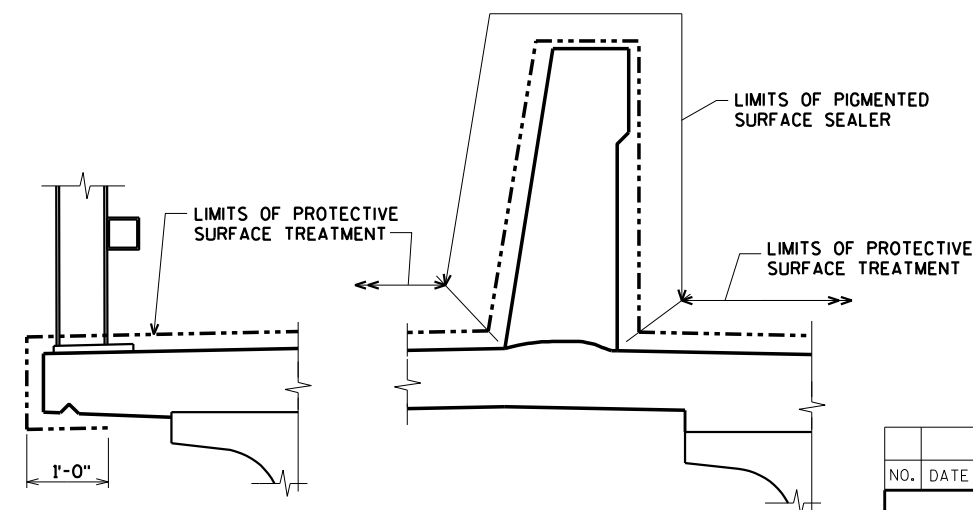 LIMITS OF PIGMENTED
SURFACE SEALER
LIMITS OF PROTECTIVE
SURFACE TREATMENT
LIMITS OF PROTECTIVE
SURFACE TREATMENT
1'-0"
NO. DATE